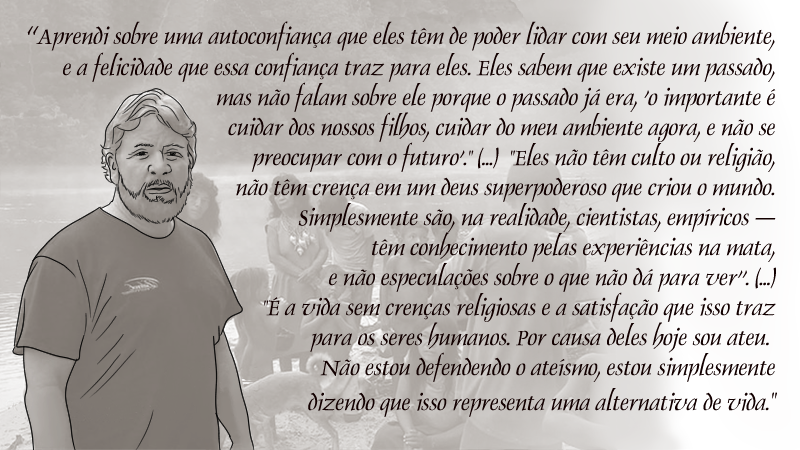 “Aprendi sobre uma autoconfiança que eles têm de poder lidar com seu meio ambiente,
e a felicidade que essa confiança traz para eles. Eles sabem que existe um passado,
mas não falam sobre ele porque o passado já era, 'o importante é
cuidar dos nossos filhos, cuidar do meu ambiente agora, e não se
preocupar com o futuro'." (...) "Eles não têm culto ou religião,
não têm crença em um deus superpoderoso que criou o mundo.
Simplesmente são, na realidade, cientistas, empíricos —
têm conhecimento pelas experiências na mata,
e não especulações sobre o que não dá para ver”. (...)
"É a vida sem crenças religiosas e a satisfação que isso traz
para os seres humanos. Por causa deles hoje sou ateu.
Não estou defendendo o ateísmo, estou simplesmente
dizendo que isso representa uma alternativa de vida."